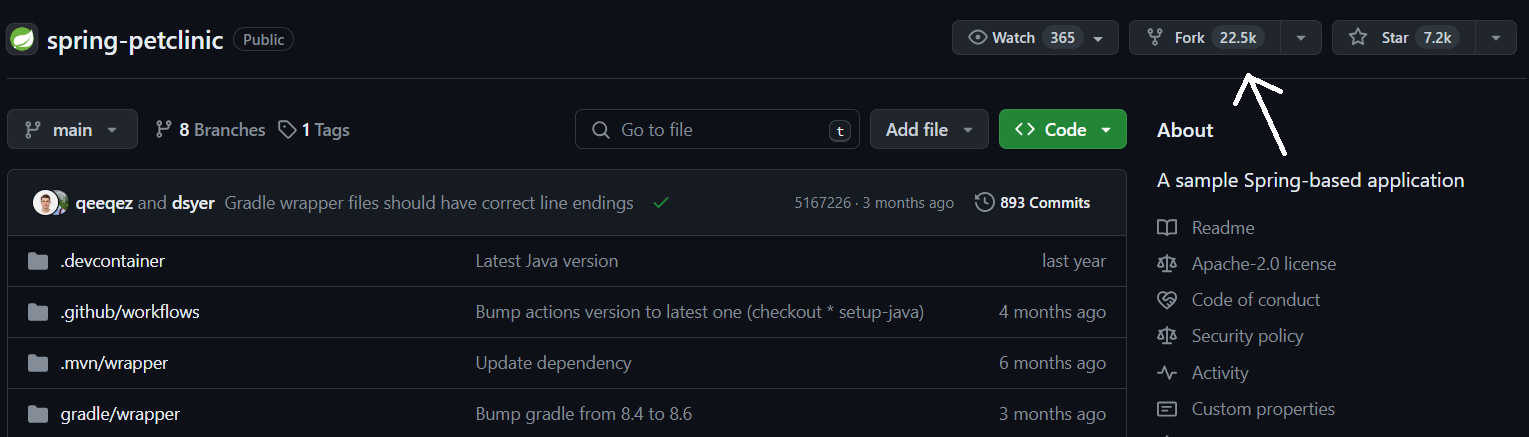 spring-petclinic Public Watch 365 Fork 22.5k Star 7.2k
main 8 Branches 1 Tags Go to file t Add file Code
About
A sample Spring-based application
qeeqez and dsyer Gradle wrapper files should have correct line endings 5167226 · 3 months ago 893 Commits
Readme
.devcontainer Latest Java version last year
Apache-2.0 license
Code of conduct
.github/workflows Bump actions version to latest one (checkout * setup-java) 4 months ago
Security policy
.mvn/wrapper Update dependency 6 months ago
Activity
Custom properties
gradle/wrapper Bump gradle from 8.4 to 8.6 3 months ago